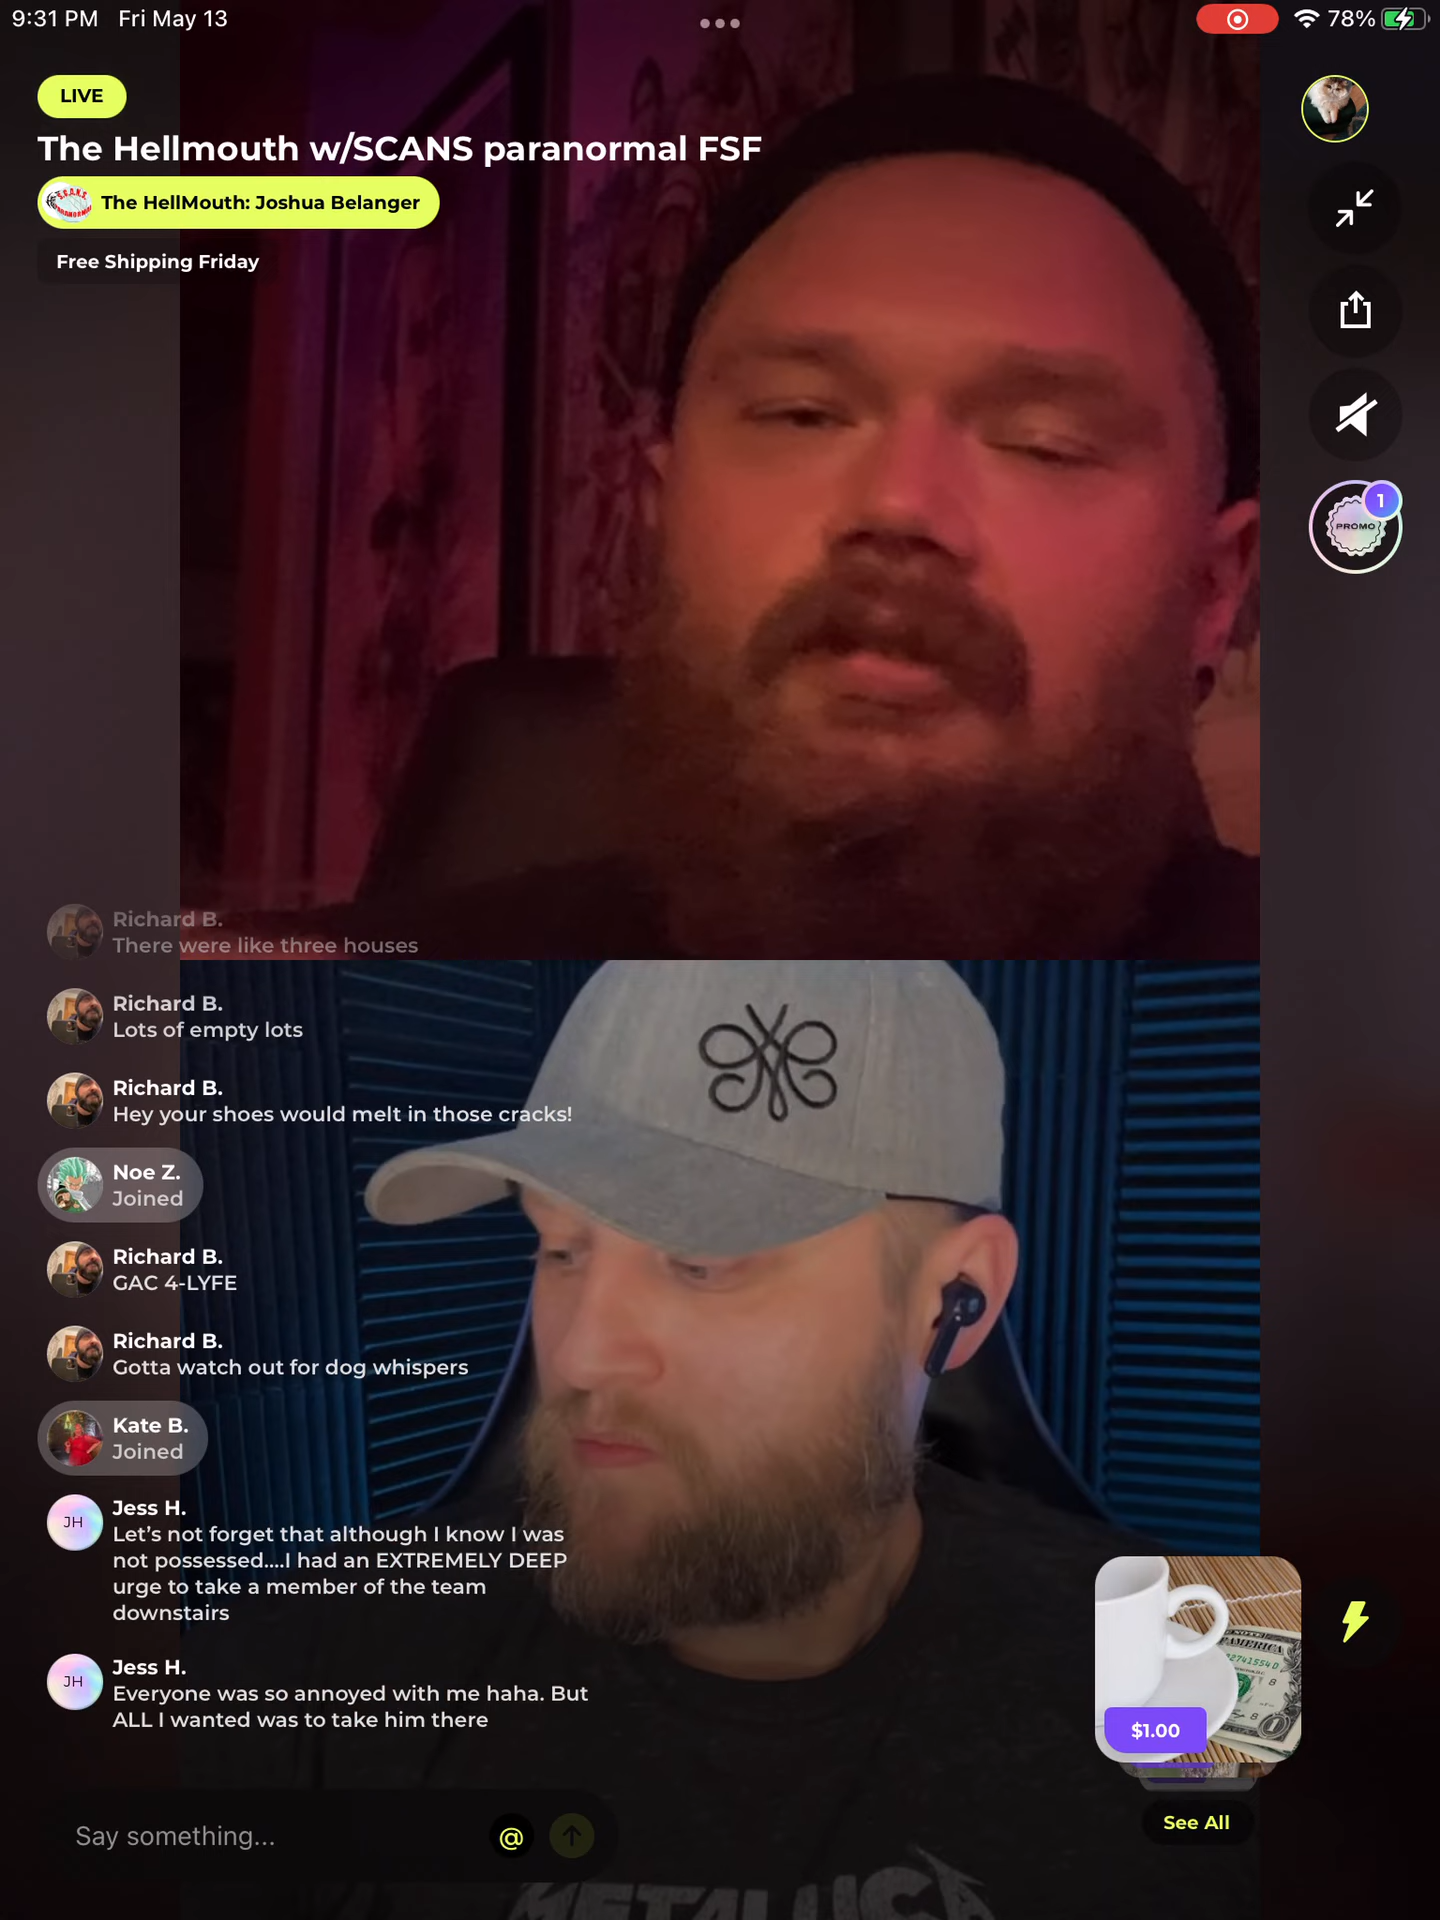 9:31 PM Fri May 13
78%
LIVE
The Hellmouth w/SCANS paranormal FSF
The HellMouth: Joshua Belanger
Free Shipping Friday
PROMO
1
Richard B.
There were like three houses
Richard B.
Lots of empty lots
Richard B.
Hey your shoes would melt in those cracks!
Noe Z.
Joined
Richard B.
GAC 4-LYFE
Richard B.
Gotta watch out for dog whispers
Kate B.
Joined
JH
Jess H.
Let’s not forget that although I know I was
not possessed....I had an EXTREMELY DEEP
urge to take a member of the team
downstairs
JH
Jess H.
Everyone was so annoyed with me haha. But
ALL I wanted was to take him there
AMERICA
$1.00
See All
Say something...
@
METALLICA